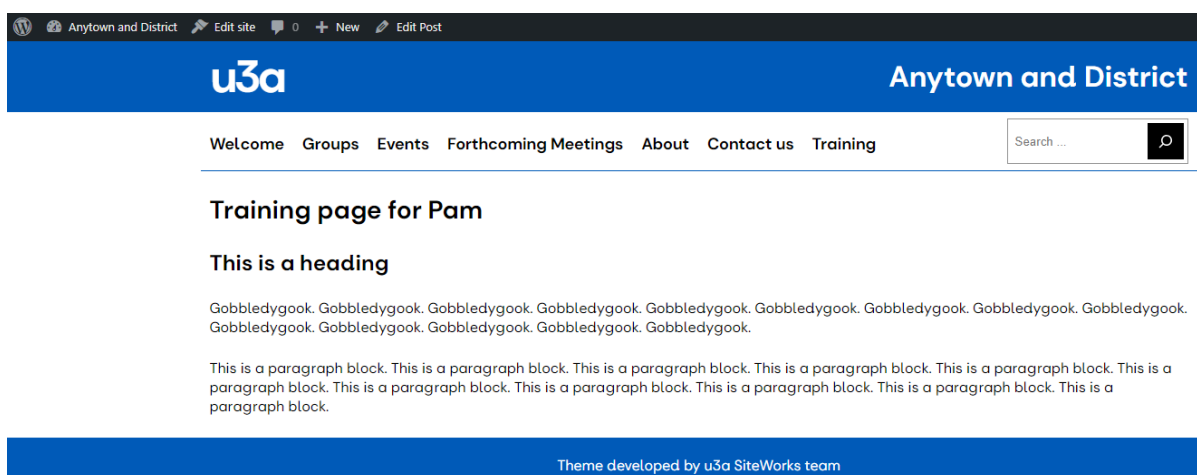 Anytown and District Edit site 0 New Edit Post
u3a
Anytown and District
Welcome Groups Events Forthcoming Meetings About Contact us Training
Search ...
Training page for Pam
This is a heading
Gobbledygook. Gobbledygook. Gobbledygook. Gobbledygook. Gobbledygook. Gobbledygook. Gobbledygook. Gobbledygook. Gobbledygook.
Gobbledygook. Gobbledygook. Gobbledygook. Gobbledygook. Gobbledygook.
This is a paragraph block. This is a paragraph block. This is a paragraph block. This is a paragraph block. This is a paragraph block. This is a
paragraph block. This is a paragraph block. This is a paragraph block. This is a paragraph block. This is a paragraph block. This is a
paragraph block.
Theme developed by u3a SiteWorks team